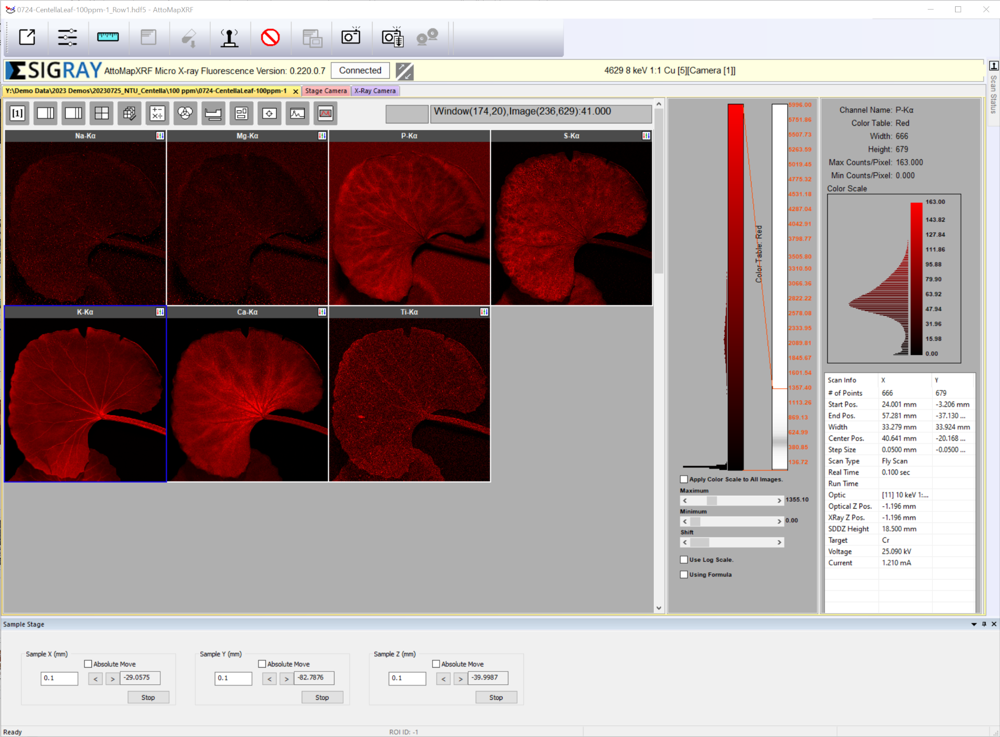 0724-CentellaLeaf-100ppm-1_Row1.hdf5 - AttoMapXRF
SIGRAY AttoMapXRF Micro X-ray Fluorescence Version: 0.220.0.7 Connected 4629 8 keV 1:1 Cu [5][Camera [1]]
Scan Status
Y:\Demo Data\2023 Demos\20230725_NTU_Centella\100 ppm\0724-CentellaLeaf-100ppm-1 x Stage Camera X-Ray Camera
[1]
Window(174,20),Image(236,629):41.000
Na-Kα Mg-Kα P-Kα S-Kα
K-Kα Ca-Kα Ti-Kα
5996.00
5751.86
5507.73
5263.59
5019.45
4775.32
4531.18
4287.04
4042.91
3798.77
3505.80
3310.50
3066.36
2822.22
2578.08
2333.95
2089.81
1845.67
1601.54
1357.40
1113.26
869.13
624.99
380.85
136.72
Color Table: Red
Apply Color Scale to All Images.
Maximum
1355.10
Minimum
0.00
Shift
Use Log Scale.
Using Formula
Channel Name: P-Kα
Color Table: Red
Width: 666
Height: 679
Max Counts/Pixel: 163.000
Min Counts/Pixel: 0.000
Color Scale
163.00
143.82
127.84
111.86
95.88
79.90
63.92
47.94
31.96
15.98
0.00
Scan Info X Y
# of Points 666 679
Start Pos. 24.001 mm -3.206 mm
End Pos. 57.281 mm -37.130 ...
Width 33.279 mm 33.924 mm
Center Pos. 40.641 mm -20.168 ...
Step Size 0.0500 mm -0.0500 ...
Scan Type Fly Scan
Real Time 0.100 sec
Run Time
Optic [11] 10 keV 1:...
Optical Z Pos. -1.196 mm
XRay Z Pos. -1.196 mm
SDDZ Height 18.500 mm
Target Cr
Voltage 25.090 kV
Current 1.210 mA
Sample Stage
Sample X (mm) Sample Y (mm) Sample Z (mm)
Absolute Move Absolute Move Absolute Move
0.1 < > -29.0575 0.1 < > -82.7876 0.1 < > -39.9987
Stop Stop Stop
Ready ROI ID: -1